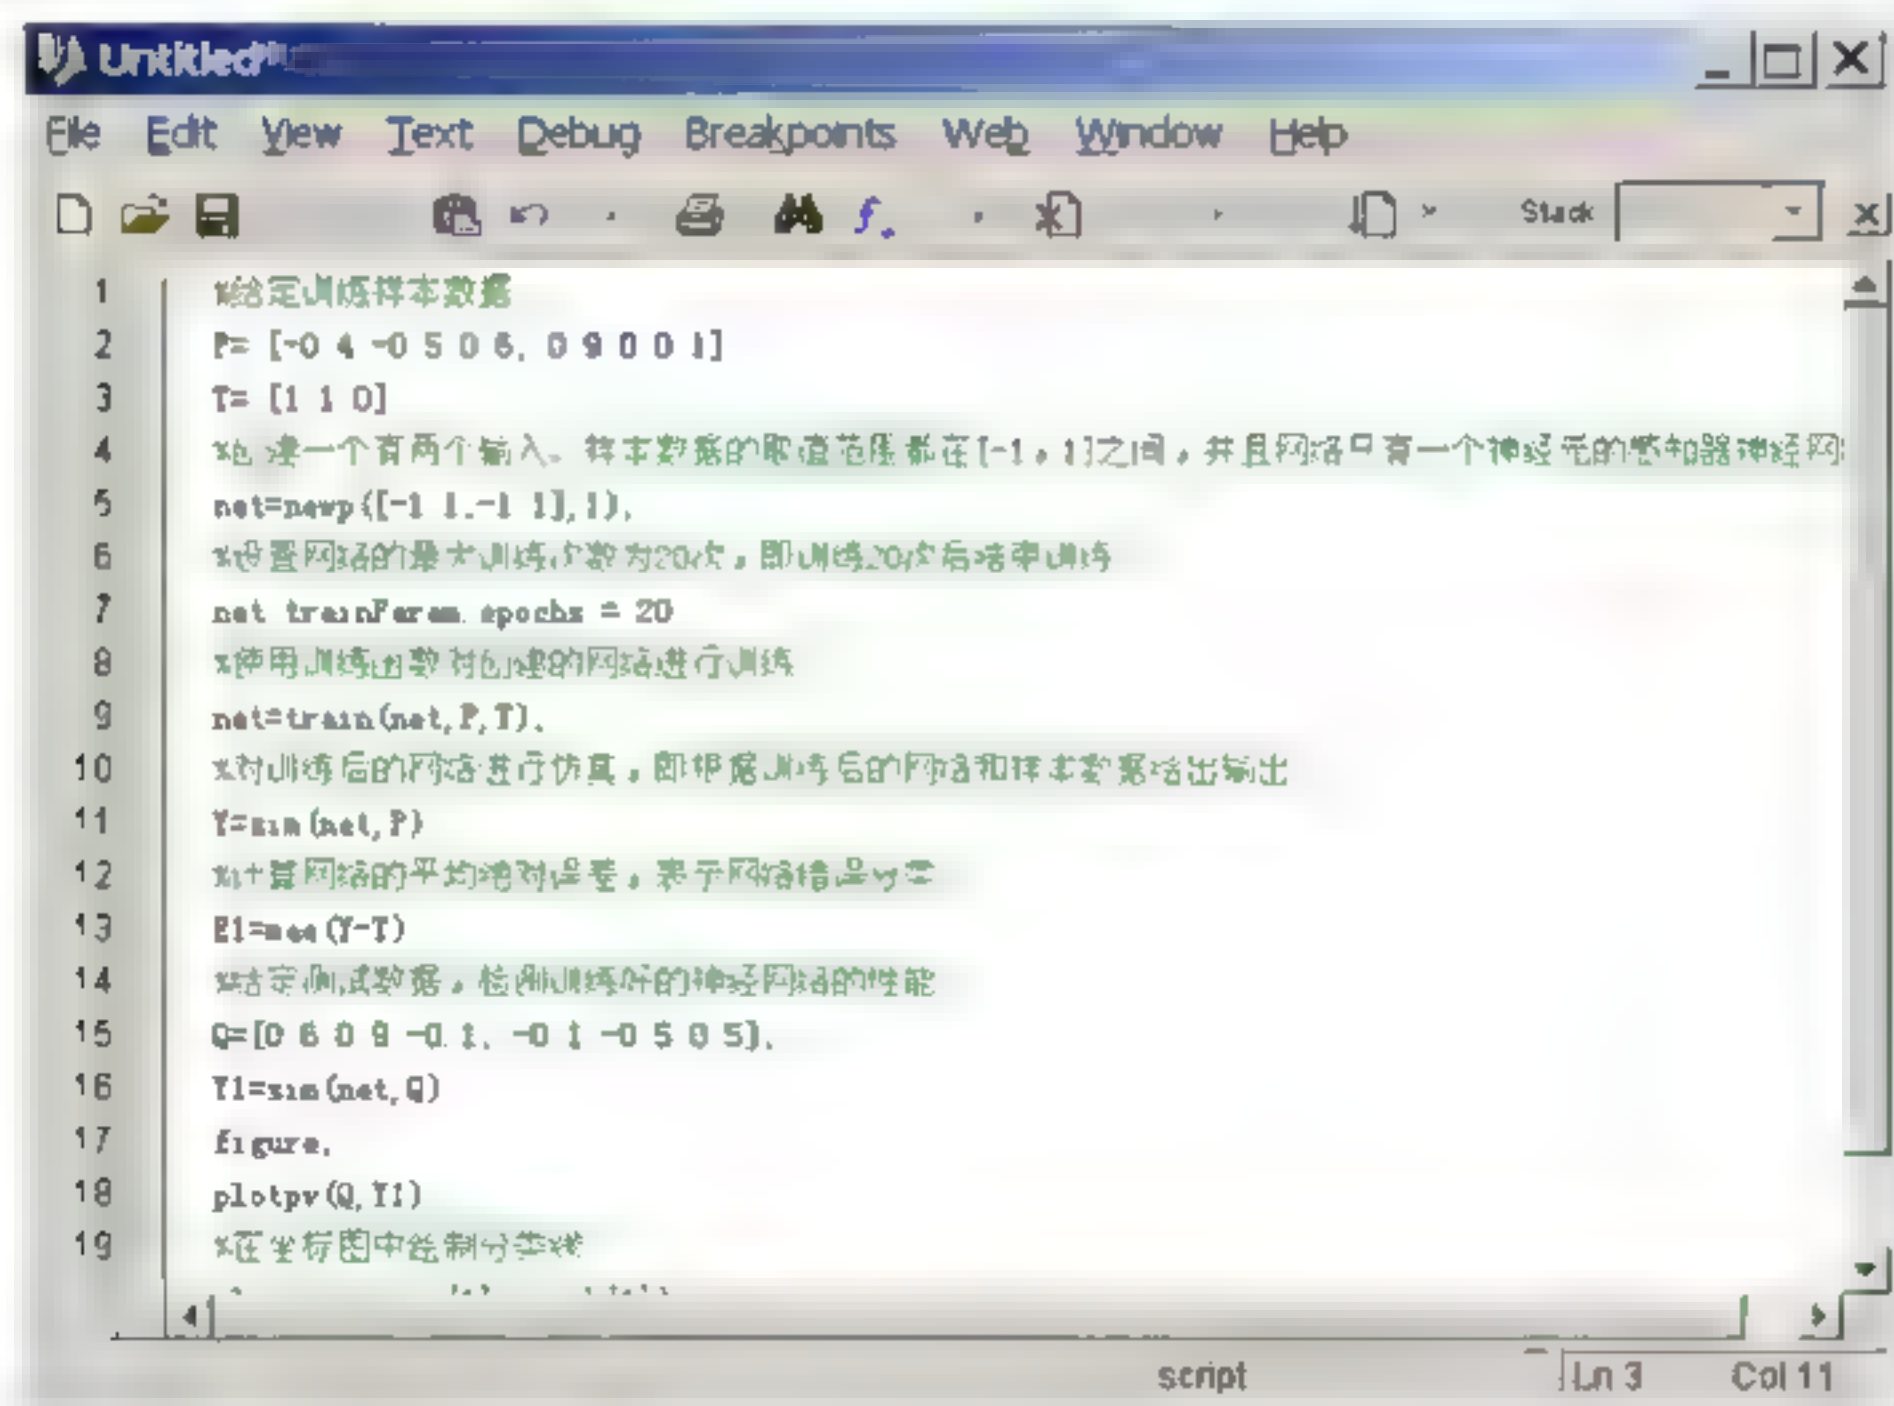 Untitled
File Edit View Text Debug Breakpoints Web Window Help
Stack
1 %给定训练样本数据
2 P= [-0 4 -0 5 0 6, 0 9 0 0 1]
3 T= [1 1 0]
4 %创建一个有两个输入、样本数据的取值范围都在[-1,1]之间,并且网络只有一个神经元的感知器神经网
5 net=newp([-1 1.-1 1],1),
6 %设置网络的最大训练次数为20次,即训练20次后结束训练
7 net trainParam.epochs = 20
8 %使用训练函数对创建的网络进行训练
9 net=train(net,P,T),
10 %对训练后的网络进行仿真,即根据训练后的网络和样本数据给出输出
11 Y=sim(net,P)
12 %计算网络的平均绝对误差,表示网络错误分类
13 E1=mae(Y-T)
14 %给定测试数据,检测训练好的神经网络的性能
15 Q=[0 6 0 9 -0.1, -0 1 -0 5 0 5],
16 Y1=sim(net,Q)
17 figure,
18 plotpv(Q,Y1)
19 %在坐标图中绘制分类线
script Ln 3 Col 11